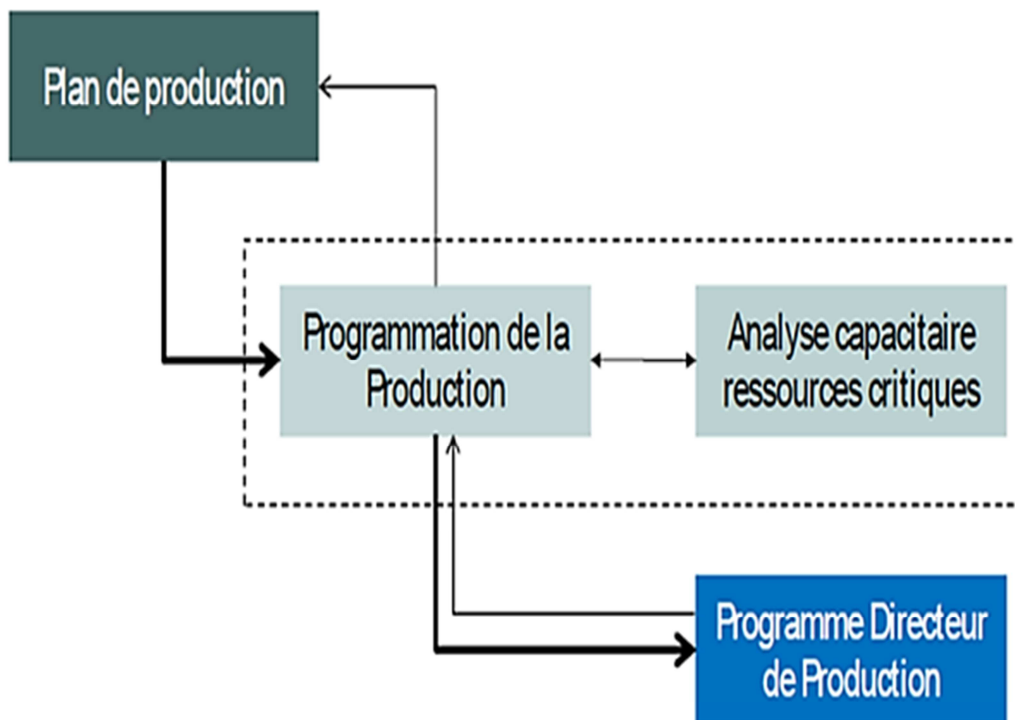 Plan de production
Programmation de la
Production
Analyse capacitaire
ressources critiques
Programme Directeur
de Production